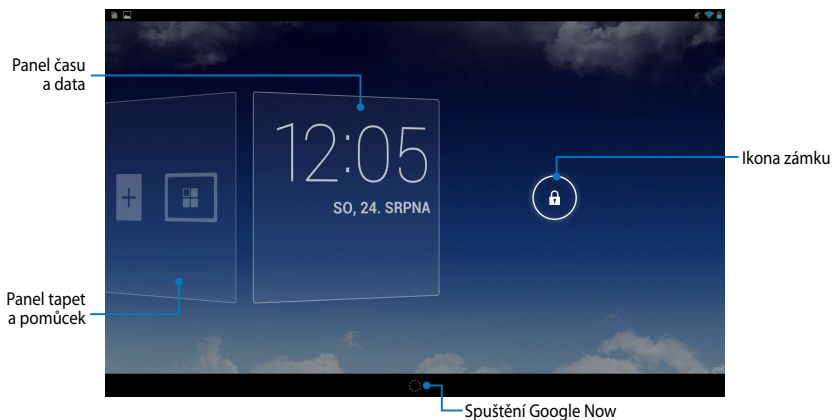 Panel času
a data
12:05
SO, 24. SRPNA
Ikona zámku
Panel tapet
a pomůcek
Spuštění Google Now